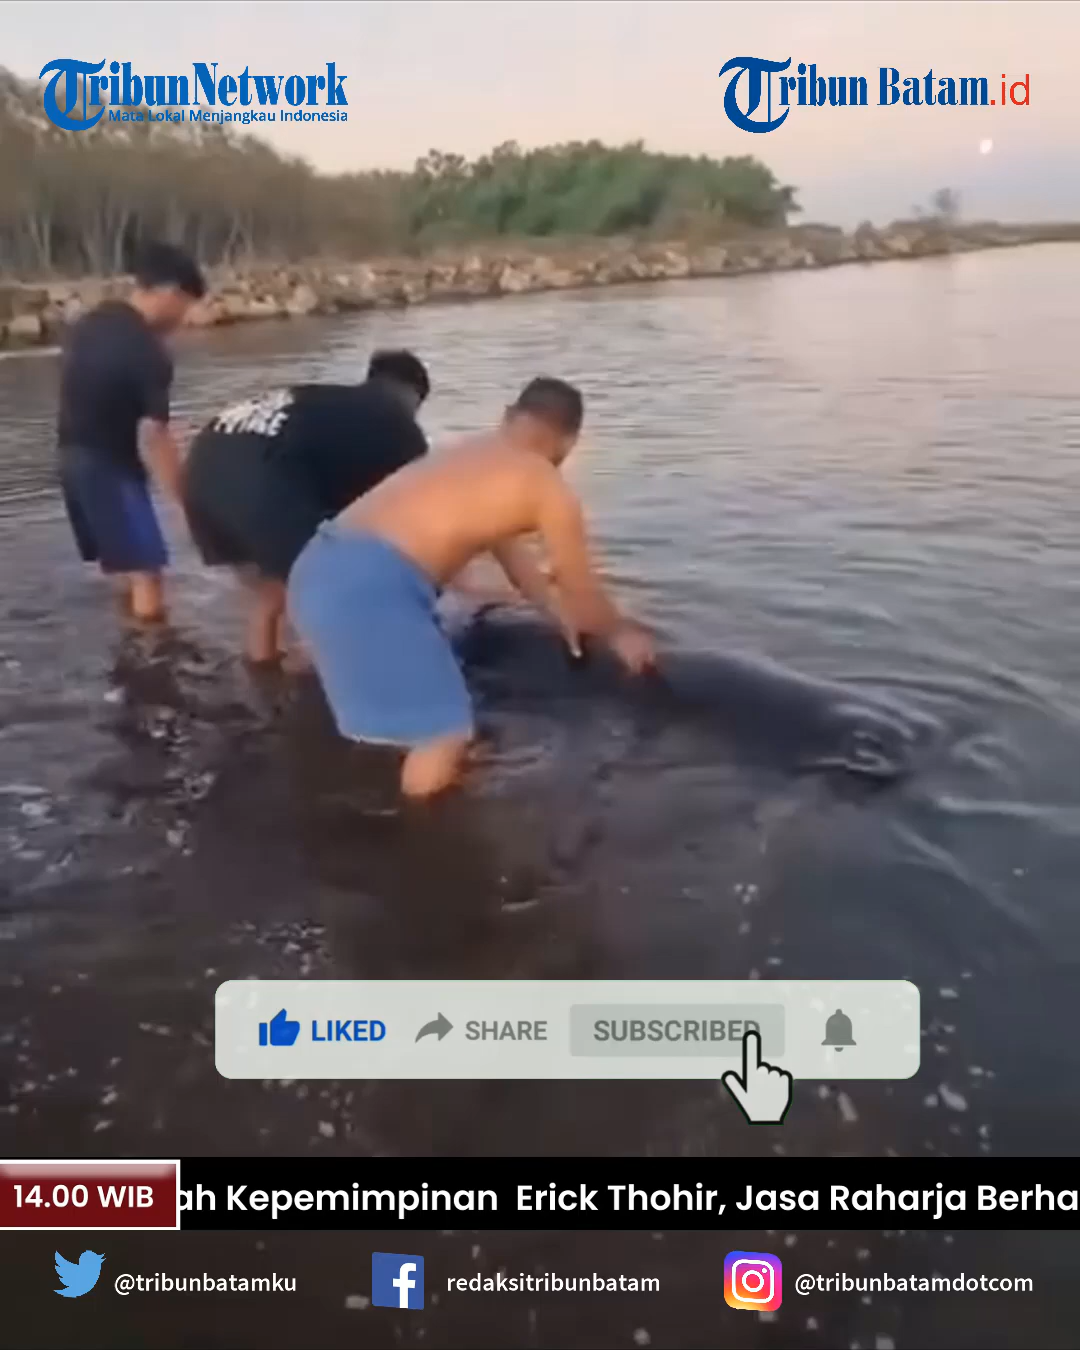 TribunNetwork
Mata Lokal Menjangkau Indonesia
Tribun Batam.id
LIKED SHARE SUBSCRIBED
14.00 WIB
ah Kepemimpinan Erick Thohir, Jasa Raharja Berha
@tribunbatamku
redaksitribunbatam
@tribunbatamdotcom